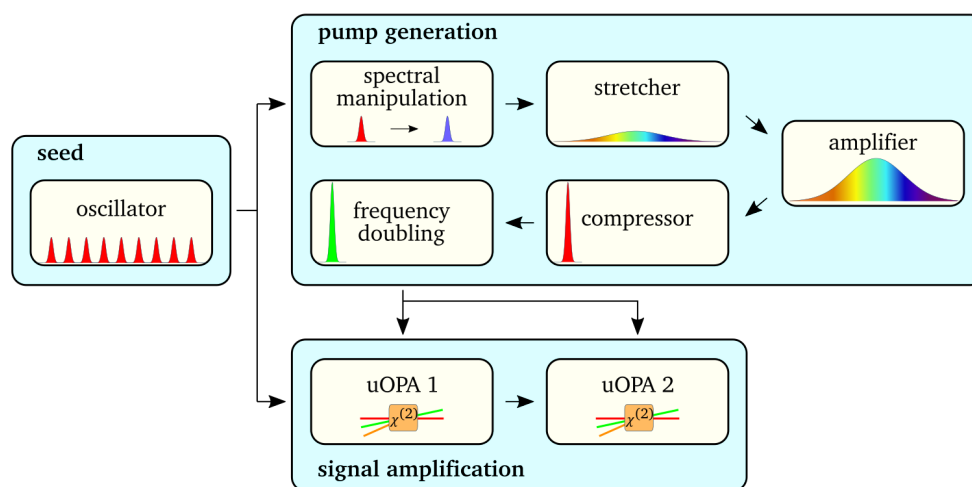 pump generation
spectral
manipulation
stretcher
amplifier
seed
oscillator
frequency
doubling
compressor
uOPA 1
χ(2)
uOPA 2
χ(2)
signal amplification